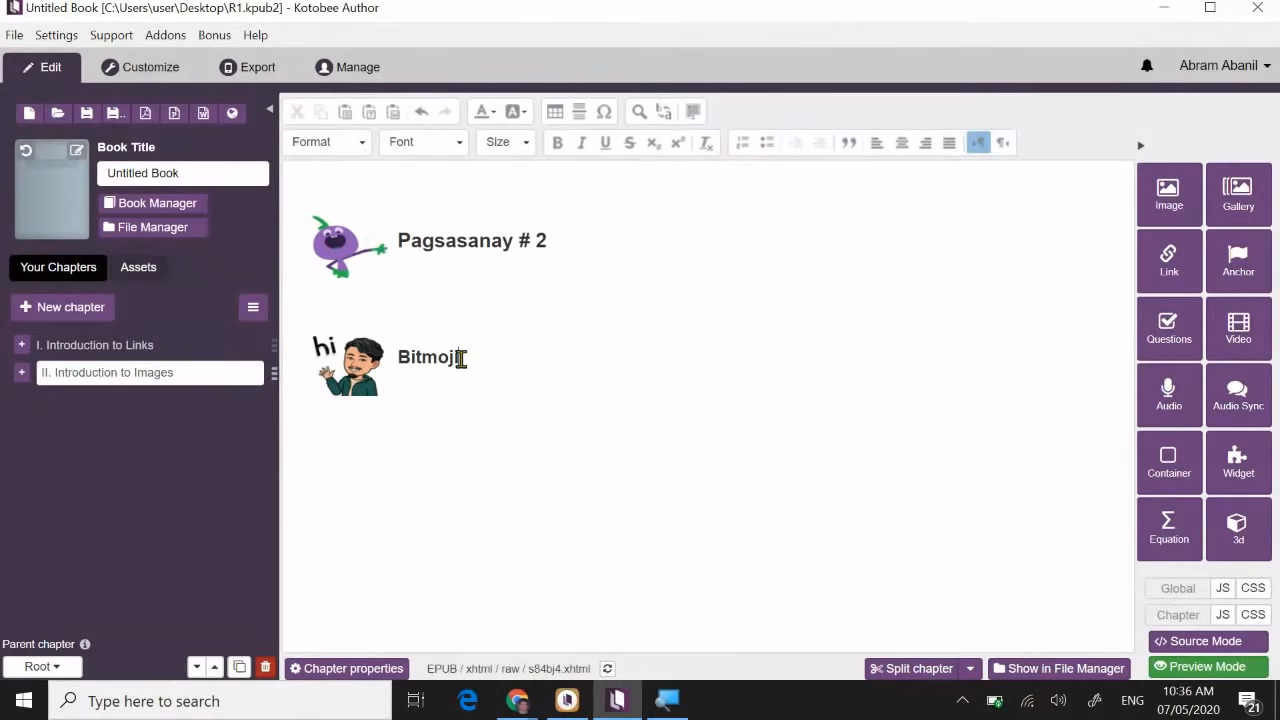 Untitled Book [C:\Users\user\Desktop\R1.kpub2] - Kotobee Author
File Settings Support Addons Bonus Help
Edit Customize Export Manage Abram Abanil
Book Title
Untitled Book
Book Manager
File Manager
Format Font Size
Your Chapters Assets
New chapter
I. Introduction to Links
II. Introduction to Images
Pagsasanay # 2
hi
Bitmoji
Image Gallery
Link Anchor
Questions Video
Audio Audio Sync
Container Widget
Equation 3d
Global JS CSS
Chapter JS CSS
</> Source Mode
Preview Mode
Parent chapter
Root
Chapter properties EPUB / xhtml / raw / s84bj4.xhtml Split chapter Show in File Manager
Type here to search
ENG
10:36 AM
07/05/2020
21